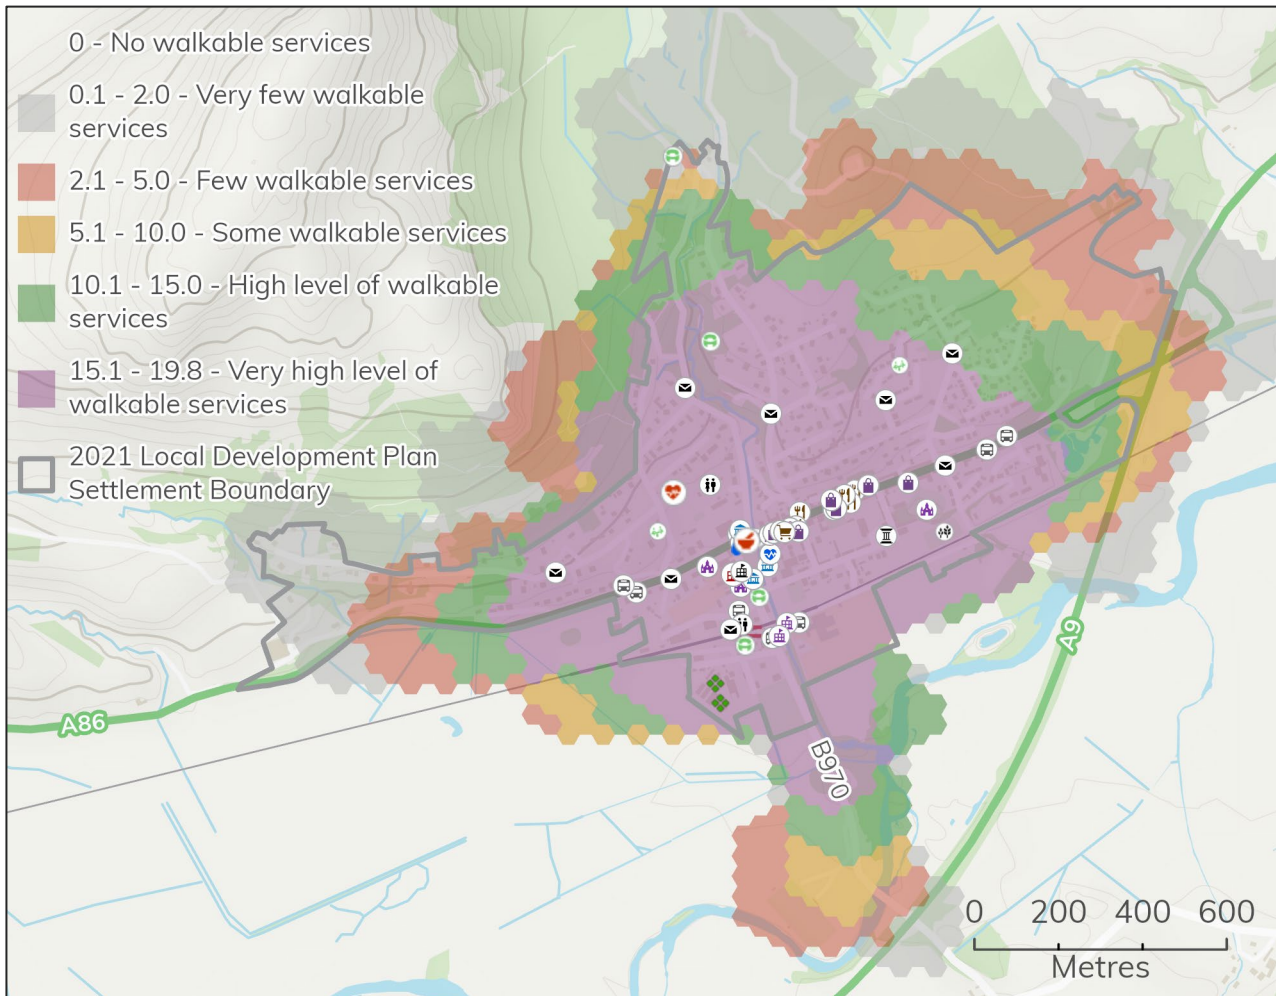 0 - No walkable services
0.1 - 2.0 - Very few walkable
services
2.1 - 5.0 - Few walkable services
5.1 - 10.0 - Some walkable services
10.1 - 15.0 - High level of walkable
services
15.1 - 19.8 - Very high level of
walkable services
2021 Local Development Plan
Settlement Boundary
A9
A86
B970
0 200 400 600
Metres